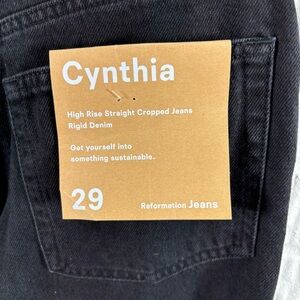 Cynthia
High Rise Straight Cropped Jeans
Rigid Denim
Get yourself into
something sustainable.
29
Reformation Jeans